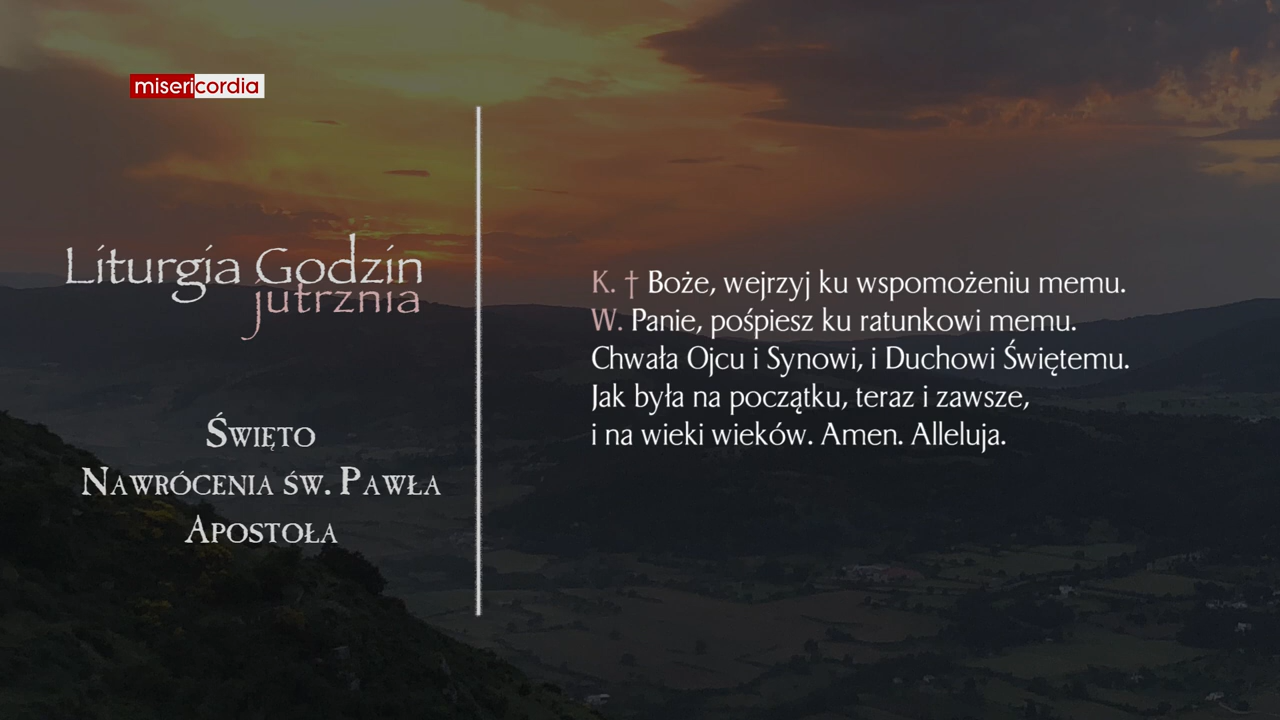 misericordia
Liturgia Godzin
jutrznia
Święto
Nawrócenia św. Pawła
Apostoła
K. † Boże, wejrzyj ku wspomożeniu memu.
W. Panie, pośpiesz ku ratunkowi memu.
Chwała Ojcu i Synowi, i Duchowi Świętemu.
Jak była na początku, teraz i zawsze,
i na wieki wieków. Amen. Alleluja.